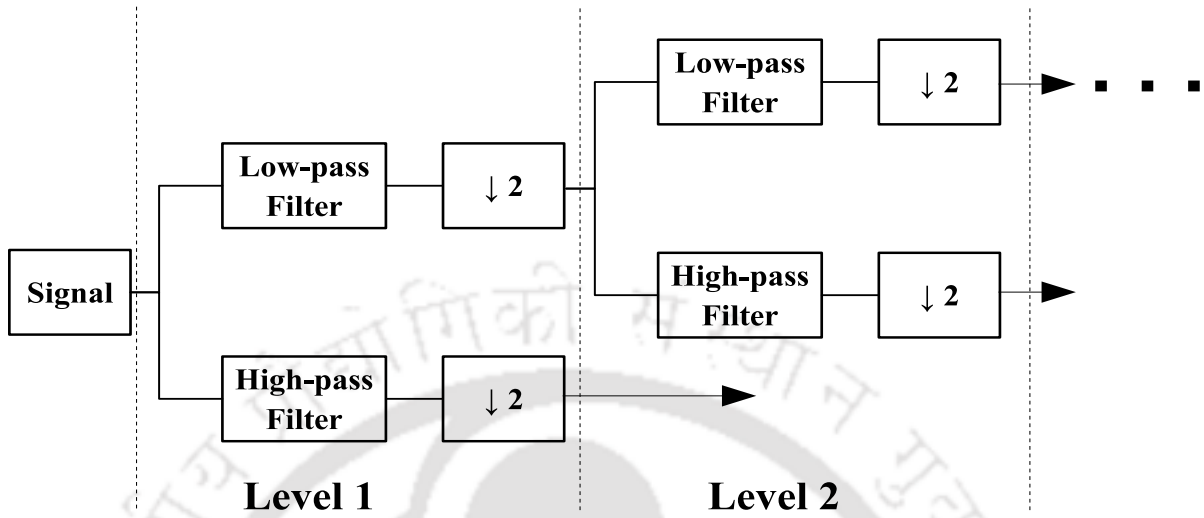 Low-pass
Filter
↓ 2
Low-pass
Filter
↓ 2
Signal
High-pass
Filter
↓ 2
High-pass
Filter
↓ 2
Level 1
Level 2